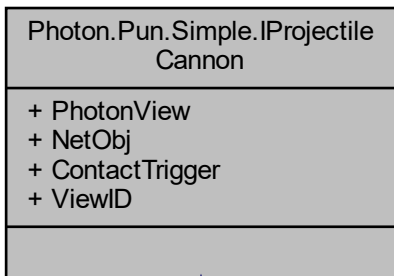 Photon.Pun.Simple.IProjectile
Cannon
+ PhotonView
+ NetObj
+ ContactTrigger
+ ViewID